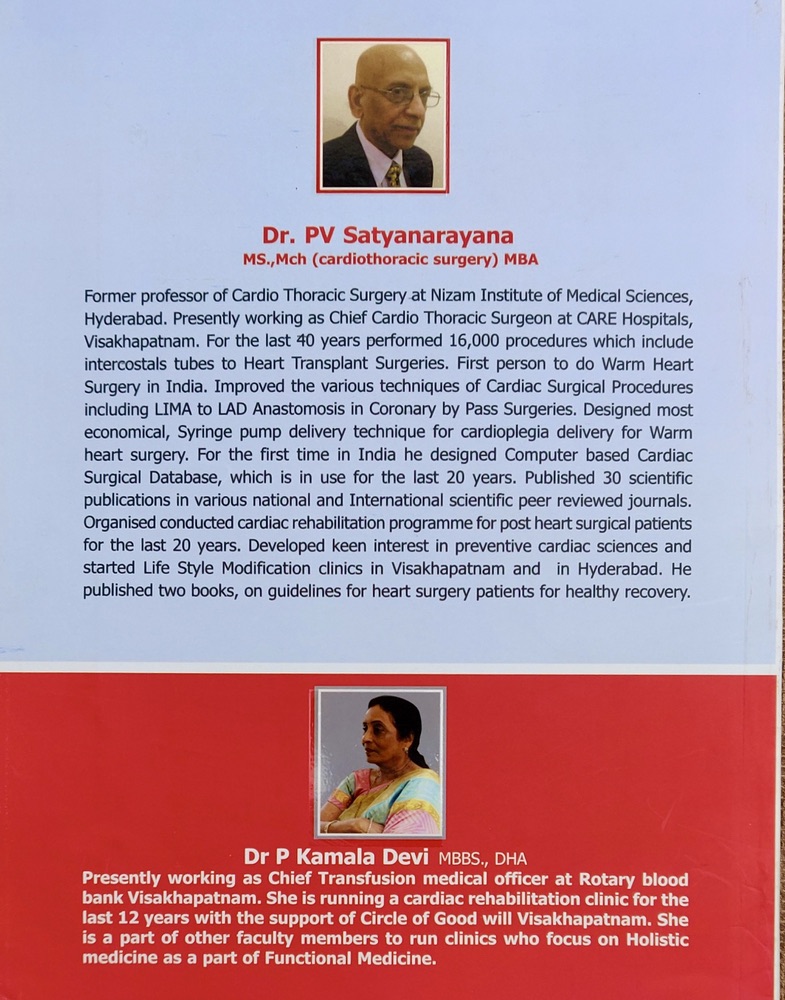 Dr. PV Satyanarayana
MS.,Mch (cardiothoracic surgery) MBA
Former professor of Cardio Thoracic Surgery at Nizam Institute of Medical Sciences,
Hyderabad. Presently working as Chief Cardio Thoracic Surgeon at CARE Hospitals,
Visakhapatnam. For the last 40 years performed 16,000 procedures which include
intercostals tubes to Heart Transplant Surgeries. First person to do Warm Heart
Surgery in India. Improved the various techniques of Cardiac Surgical Procedures
including LIMA to LAD Anastomosis in Coronary by Pass Surgeries. Designed most
economical, Syringe pump delivery technique for cardioplegia delivery for Warm
heart surgery. For the first time in India he designed Computer based Cardiac
Surgical Database, which is in use for the last 20 years. Published 30 scientific
publications in various national and International scientific peer reviewed journals.
Organised conducted cardiac rehabilitation programme for post heart surgical patients
for the last 20 years. Developed keen interest in preventive cardiac sciences and
started Life Style Modification clinics in Visakhapatnam and in Hyderabad. He
published two books, on guidelines for heart surgery patients for healthy recovery.
Dr P Kamala Devi MBBS., DHA
Presently working as Chief Transfusion medical officer at Rotary blood
bank Visakhapatnam. She is running a cardiac rehabilitation clinic for the
last 12 years with the support of Circle of Good will Visakhapatnam. She
is a part of other faculty members to run clinics who focus on Holistic
medicine as a part of Functional Medicine.